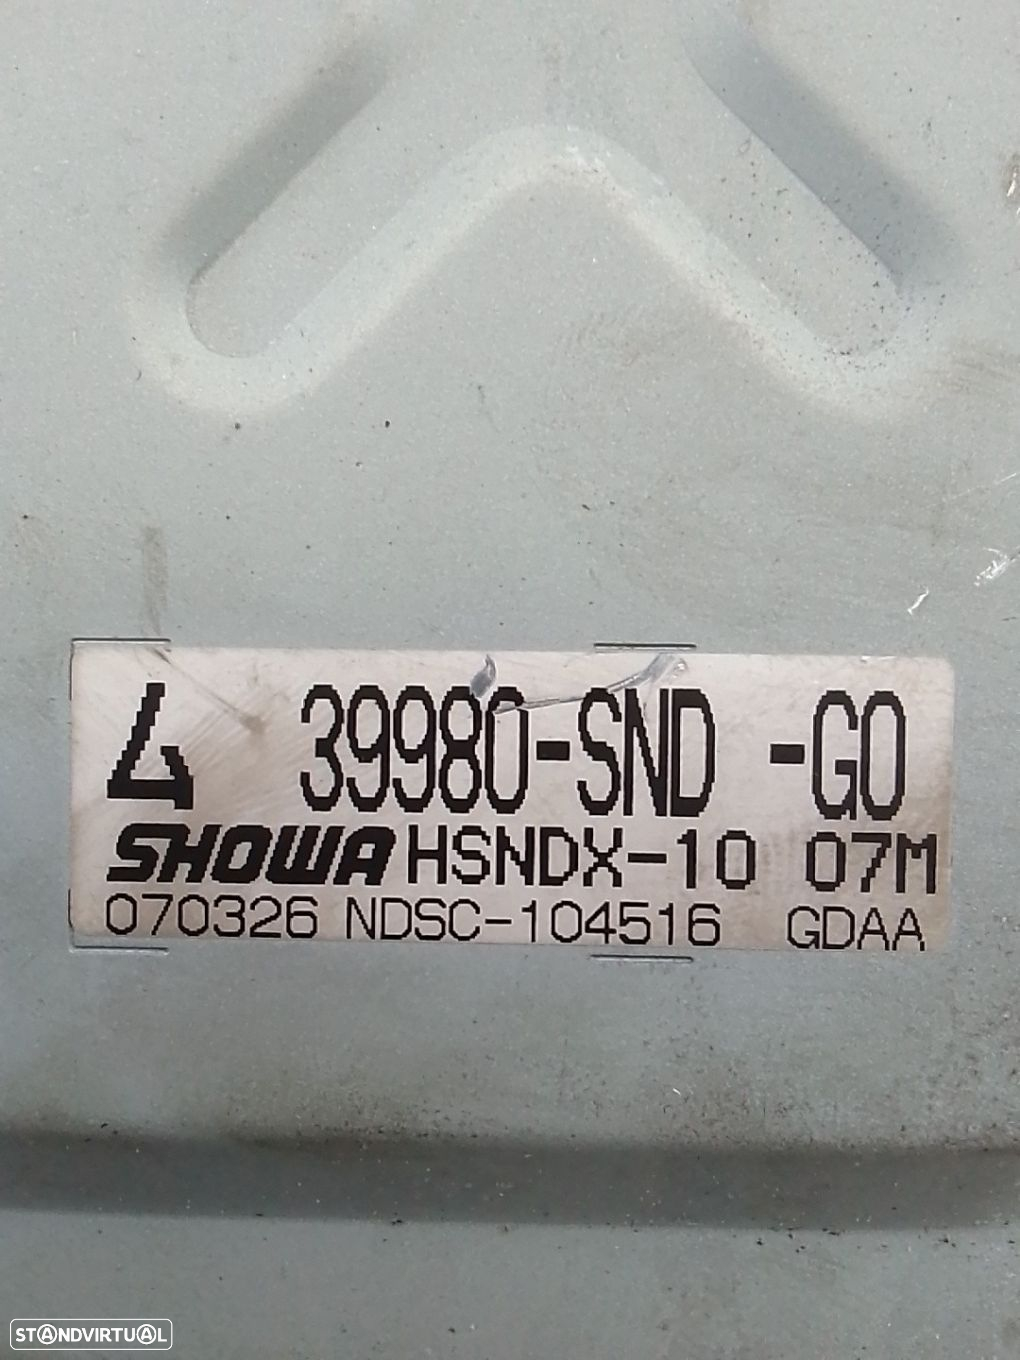 L 39980-SND -G0
SHOWA HSNDX-10 07M
070326 NDSC-104516 GDAA
STANDVIRTUAL